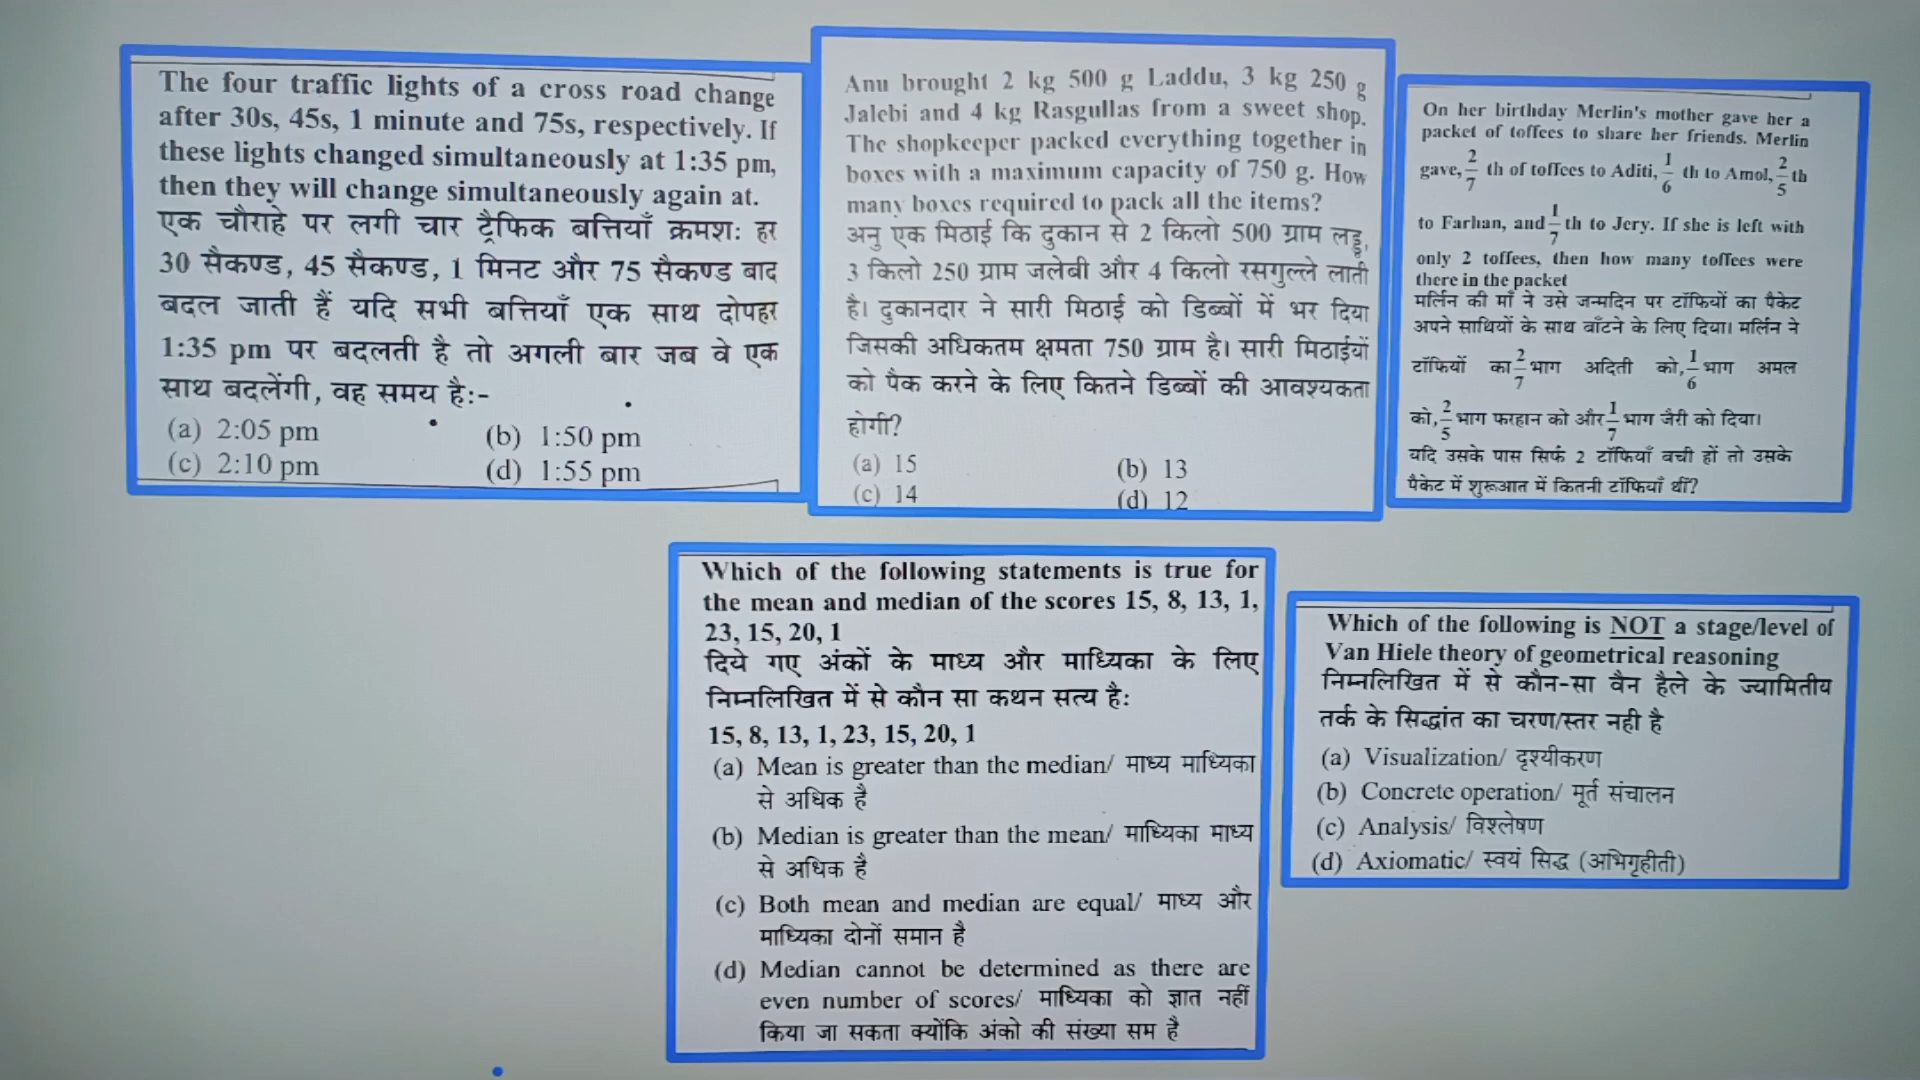 The four traffic lights of a cross road change
after 30s, 45s, 1 minute and 75s, respectively. If
these lights changed simultaneously at 1:35 pm,
then they will change simultaneously again at.
एक चौराहे पर लगी चार ट्रैफिक बत्तियाँ क्रमशः हर
30 सैकण्ड, 45 सैकण्ड, 1 मिनट और 75 सैकण्ड बाद
बदल जाती हैं यदि सभी बत्तियाँ एक साथ दोपहर
1:35 pm पर बदलती है तो अगली बार जब वे एक
साथ बदलेंगी, वह समय है:-
(a) 2:05 pm (b) 1:50 pm
(c) 2:10 pm (d) 1:55 pm
Anu brought 2 kg 500 g Laddu, 3 kg 250 g
Jalebi and 4 kg Rasgullas from a sweet shop.
The shopkeeper packed everything together in
boxes with a maximum capacity of 750 g. How
many boxes required to pack all the items?
अनु एक मिठाई कि दुकान से 2 किलो 500 ग्राम लड्डू,
3 किलो 250 ग्राम जलेबी और 4 किलो रसगुल्ले लाती
है। दुकानदार ने सारी मिठाई को डिब्बों में भर दिया
जिसकी अधिकतम क्षमता 750 ग्राम है। सारी मिठाईयों
को पैक करने के लिए कितने डिब्बों की आवश्यकता
होगी?
(a) 15 (b) 13
(c) 14 (d) 12
On her birthday Merlin's mother gave her a
packet of toffees to share her friends. Merlin
gave, 2/7 th of toffees to Aditi, 1/6 th to Amol, 2/5 th
to Farhan, and 1/7 th to Jery. If she is left with
only 2 toffees, then how many toffees were
there in the packet
मर्लिन की माँ ने उसे जन्मदिन पर टॉफियों का पैकेट
अपने साथियों के साथ बाँटने के लिए दिया। मर्लिन ने
टॉफियों का 2/7 भाग अदिती को, 1/6 भाग अमल
को, 2/5 भाग फरहान को और 1/7 भाग जैरी को दिया।
यदि उसके पास सिर्फ 2 टॉफियाँ बची हों तो उसके
पैकेट में शुरूआत में कितनी टॉफियाँ थीं?
Which of the following statements is true for
the mean and median of the scores 15, 8, 13, 1,
23, 15, 20, 1
दिये गए अंकों के माध्य और माध्यिका के लिए
निम्नलिखित में से कौन सा कथन सत्य है:
15, 8, 13, 1, 23, 15, 20, 1
(a) Mean is greater than the median/ माध्य माध्यिका
से अधिक है
(b) Median is greater than the mean/ माध्यिका माध्य
से अधिक है
(c) Both mean and median are equal/ माध्य और
माध्यिका दोनों समान है
(d) Median cannot be determined as there are
even number of scores/ माध्यिका को ज्ञात नहीं
किया जा सकता क्योंकि अंको की संख्या सम है
Which of the following is NOT a stage/level of
Van Hiele theory of geometrical reasoning
निम्नलिखित में से कौन-सा वैन हैले के ज्यामितीय
तर्क के सिद्धांत का चरण/स्तर नही है
(a) Visualization/ दृश्यीकरण
(b) Concrete operation/ मूर्त संचालन
(c) Analysis/ विश्लेषण
(d) Axiomatic/ स्वयं सिद्ध (अभिगृहीती)